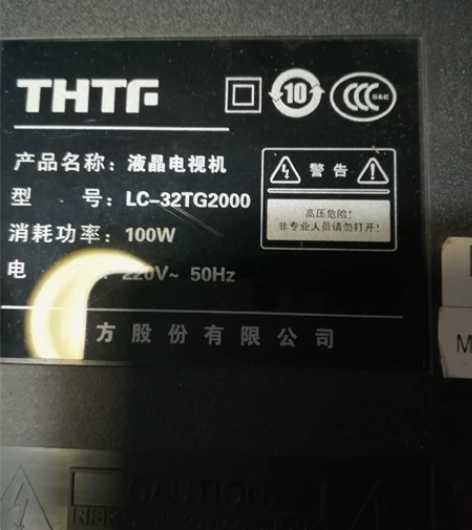 THTF
10
CCC S&E
产品名称：液晶电视机
型 号：LC-32TG2000
消耗功率：100W
电 ：220V~ 50Hz
警告
高压危险！
非专业人员请勿打开！
方股份有限公司
M
CAUTION
RISK